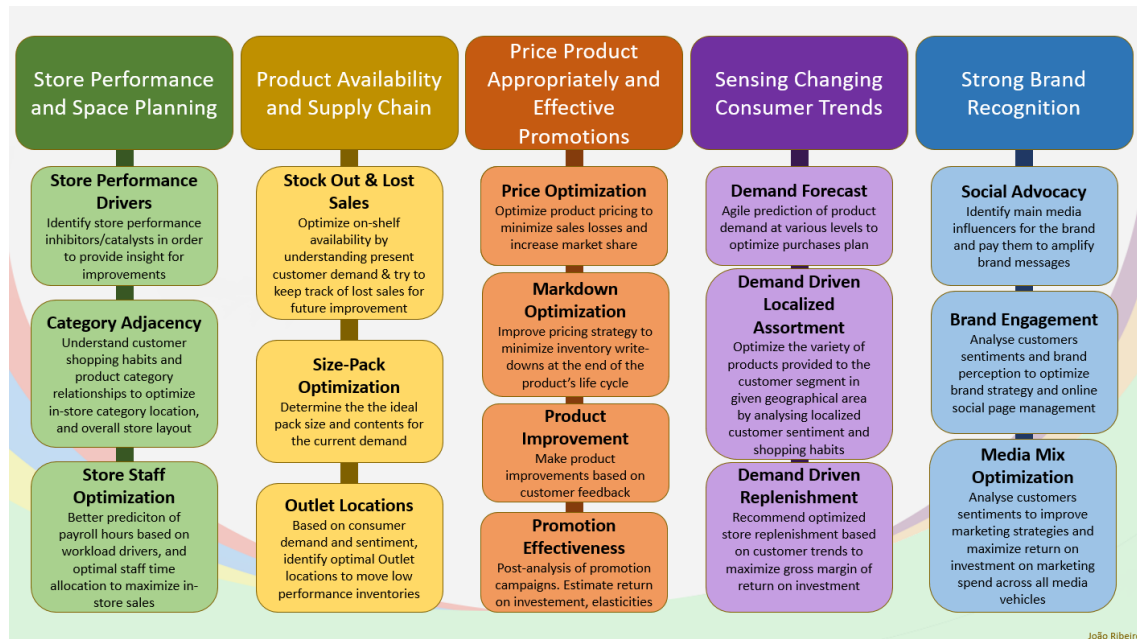 Store Performance
and Space Planning
Store Performance
Drivers
Identify store performance
inhibitors/catalysts in order
to provide insight for
improvements
Category Adjacency
Understand customer
shopping habits and
product category
relationships to optimize
in-store category location,
and overall store layout
Store Staff
Optimization
Better prediciton of
payroll hours based on
workload drivers, and
optimal staff time
allocation to maximize in-
store sales
Product Availability
and Supply Chain
Stock Out & Lost
Sales
Optimize on-shelf
availability by
understanding present
customer demand & try to
keep track of lost sales for
future improvement
Size-Pack
Optimization
Determine the the ideal
pack size and contents for
the current demand
Outlet Locations
Based on consumer
demand and sentiment,
identify optimal Outlet
locations to move low
performance inventories
Price Product
Appropriately and
Effective
Promotions
Price Optimization
Optimize product pricing to
minimize sales losses and
increase market share
Markdown
Optimization
Improve pricing strategy to
minimize inventory write-
downs at the end of the
product's life cycle
Product
Improvement
Make product
improvements based on
customer feedback
Promotion
Effectiveness
Post-analysis of promotion
campaigns. Estimate return
on investement, elasticities
Sensing Changing
Consumer Trends
Demand Forecast
Agile prediction of product
demand at various levels to
optimize purchases plan
Demand Driven
Localized
Assortment
Optimize the variety of
products provided to the
customer segment in
given geographical area
by analysing localized
customer sentiment and
shopping habits
Demand Driven
Replenishment
Recommend optimized
store replenishment based
on customer trends to
maximize gross margin of
return on investment
Strong Brand
Recognition
Social Advocacy
Identify main media
influencers for the brand
and pay them to amplify
brand messages
Brand Engagement
Analyse customers
sentiments and brand
perception to optimize
brand strategy and online
social page management
Media Mix
Optimization
Analyse customers
sentiments to improve
marketing strategies and
maximize return on
investment on marketing
spend across all media
vehicles
João Ribeiro